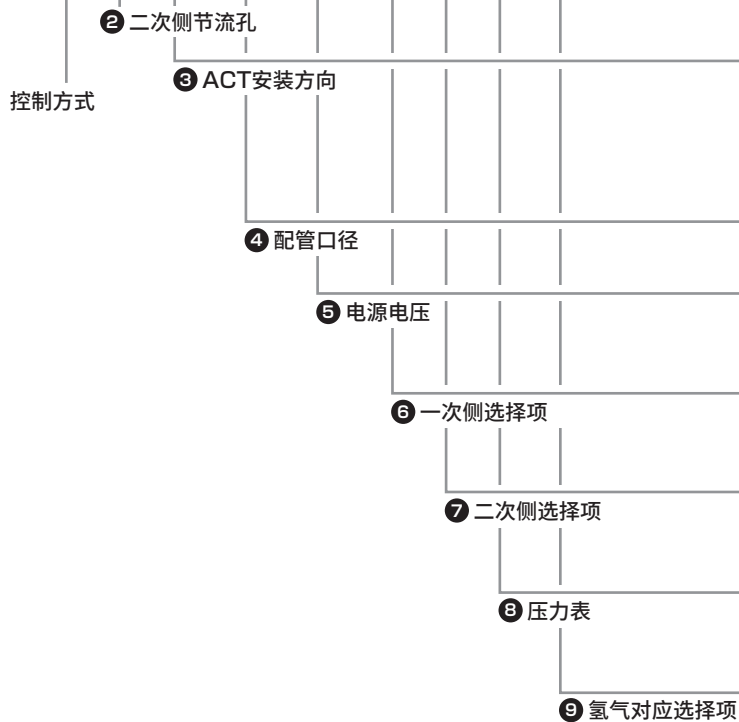 ❷ 二次侧节流孔
❸ ACT安装方向
控制方式
❹ 配管口径
❺ 电源电压
❻ 一次侧选择项
❼ 二次侧选择项
❽ 压力表
❾ 氢气对应选择项